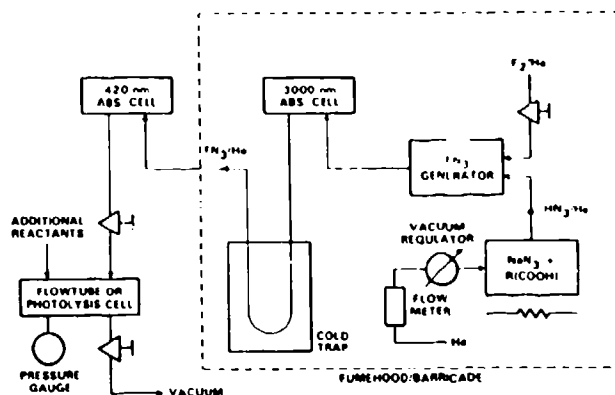 420 nm
ABS. CELL
3000 nm
ABS. CELL
F2/He
FN3/He
FN3
GENERATOR
HN3/He
ADDITIONAL
REACTANTS
VACUUM
REGULATOR
NaN3 +
R(COOH)
FLOWTUBE OR
PHOTOLYSIS CELL
FLOW
METER
COLD
TRAP
He
PRESSURE
GAUGE
VACUUM
FUMEHOOD/BARRICADE